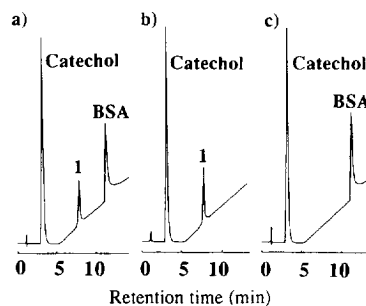 a)
Catechol
1
BSA
0 5 10
b)
Catechol
1
0 5 10
c)
Catechol
BSA
0 5 10
Retention time (min)